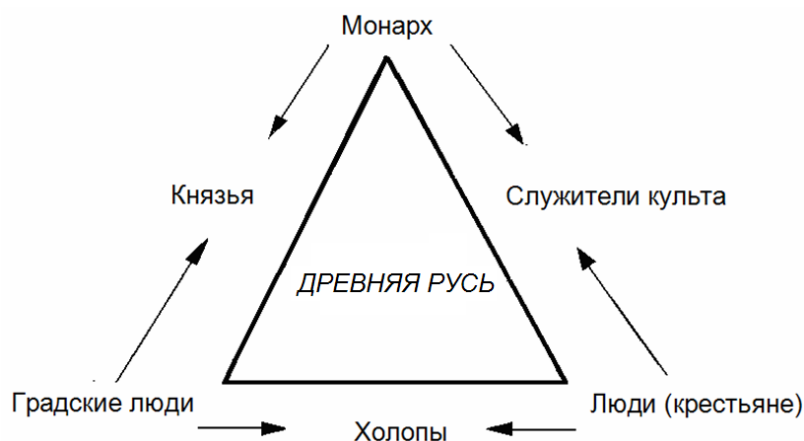 Монарх
Князья
Служители культа
ДРЕВНЯЯ РУСЬ
Градские люди
Люди (крестьяне)
Холопы